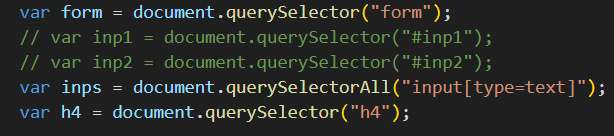 var form = document.querySelector("form");
// var inp1 = document.querySelector("#inp1");
// var inp2 = document.querySelector("#inp2");
var inps = document.querySelectorAll("input[type=text]");
var h4 = document.querySelector("h4");